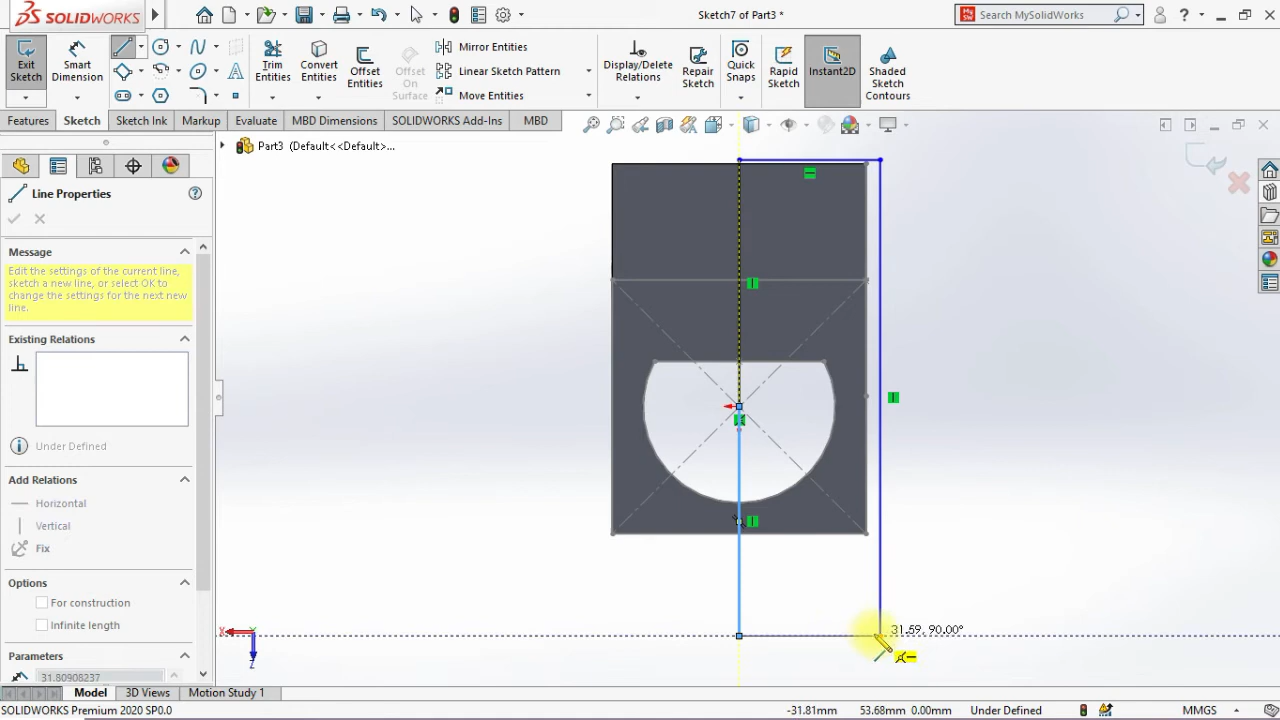 SOLIDWORKS
Sketch7 of Part3 *
Search MySolidWorks
?
Exit Sketch
Smart Dimension
Trim Entities
Convert Entities
Offset Entities
Offset On Surface
Mirror Entities
Linear Sketch Pattern
Move Entities
Display/Delete Relations
Repair Sketch
Quick Snaps
Rapid Sketch
Instant2D
Shaded Sketch Contours
Features
Sketch
Sketch Ink
Markup
Evaluate
MBD Dimensions
SOLIDWORKS Add-Ins
MBD
Part3 (Default<<Default>...
Line Properties
Message
Edit the settings of the current line, sketch a new line, or select OK to change the settings for the next new line.
Existing Relations
Under Defined
Add Relations
Horizontal
Vertical
Fix
Options
For construction
Infinite length
Parameters
31.80908237
31.59, 90.00°
X
Y
Z
Model
3D Views
Motion Study 1
SOLIDWORKS Premium 2020 SP0.0
-31.81mm
53.68mm 0.00mm
Under Defined
MMGS